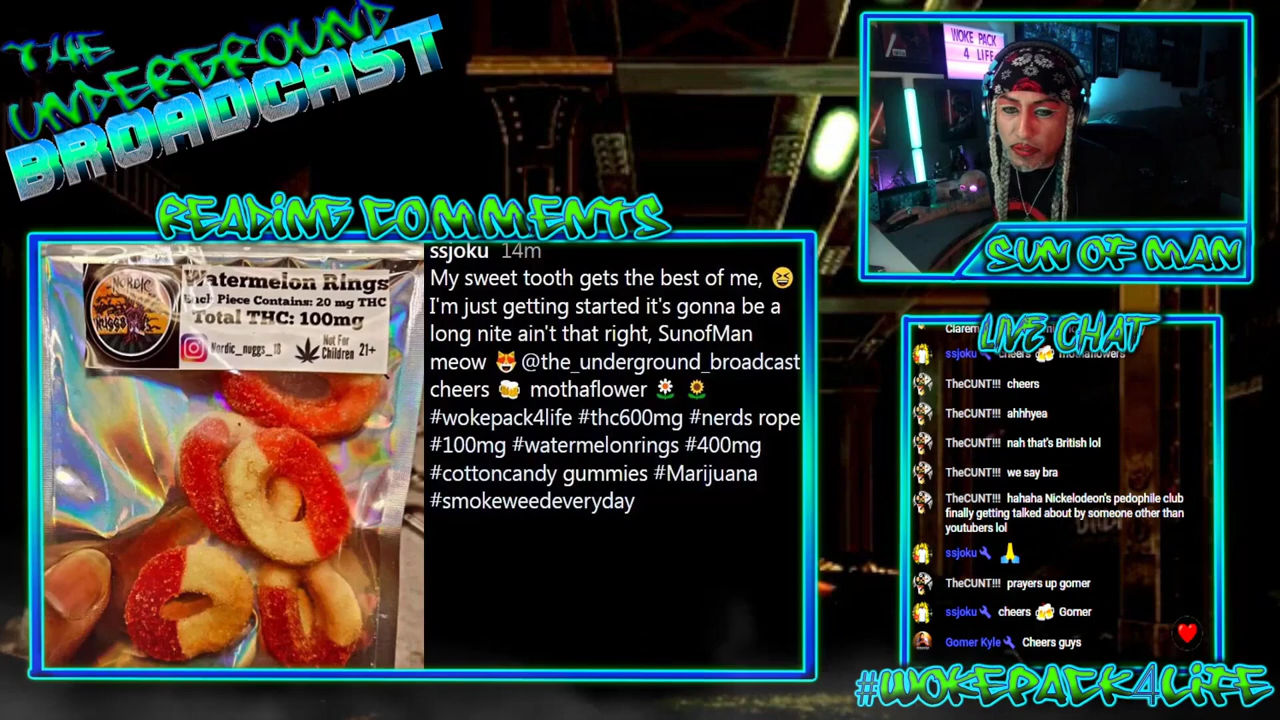 THE
UNDERGROUND
BROADCAST
READING COMMENTS
NORDIC
NUGGS
Watermelon Rings
Each Piece Contains: 20 mg THC
Total THC: 100mg
Nordic_nuggs_18
Not For
Children
21+
ssjoku 14m
My sweet tooth gets the best of me, 😆
I'm just getting started it's gonna be a
long nite ain't that right, SunofMan
meow 😻 @the_underground_broadcast
cheers 🍻 mothaflower 🌼 🌻
#wokepack4life #thc600mg #nerds rope
#100mg #watermelonrings #400mg
#cottoncandy gummies #Marijuana
#smokeweedeveryday
WOKE PACK
4 LIFE
SUN OF MAN
LIVE CHAT
ssjoku cheers 🍻 mothaflowers
TheCUNT!!! cheers
TheCUNT!!! ahhhyea
TheCUNT!!! nah that's British lol
TheCUNT!!! we say bra
TheCUNT!!! hahaha Nickelodeon's pedophile club
finally getting talked about by someone other than
youtubers lol
ssjoku 🙏
TheCUNT!!! prayers up gomer
ssjoku cheers 🍻 Gomer
Gomer Kyle Cheers guys
#WOKEPACK4LIFE